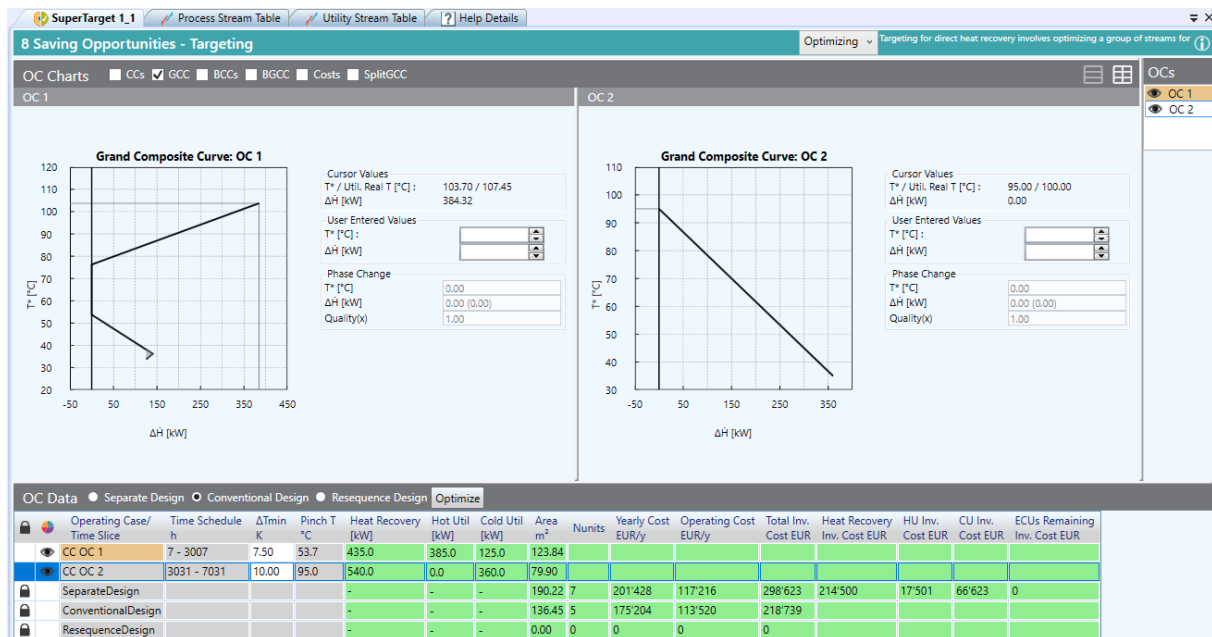 SuperTarget 1_1 Process Stream Table Utility Stream Table ? Help Details
8 Saving Opportunities - Targeting Optimizing Targeting for direct heat recovery involves optimizing a group of streams for
OC Charts CCs GCC BCCs BGCC Costs SplitGCC OCs
OC 1 OC 2 OC 1
OC 2
Grand Composite Curve: OC 1
120
110
100
90
80
70
60
50
40
30
20
T* [°C]
-50 50 150 250 350 450
ΔḢ [kW]
Cursor Values
T* / Util. Real T [°C] : 103.70 / 107.45
ΔḢ [kW] 384.32
User Entered Values
T* [°C] :
ΔḢ [kW]
Phase Change
T* [°C] 0.00
ΔḢ [kW] 0.00 (0.00)
Quality(x) 1.00
Grand Composite Curve: OC 2
110
100
90
80
70
60
50
40
30
T* [°C]
-50 50 150 250 350
ΔḢ [kW]
Cursor Values
T* / Util. Real T [°C] : 95.00 / 100.00
ΔḢ [kW] 0.00
User Entered Values
T* [°C] :
ΔḢ [kW]
Phase Change
T* [°C] 0.00
ΔḢ [kW] 0.00 (0.00)
Quality(x) 1.00
OC Data Separate Design Conventional Design Resequence Design Optimize
Operating Case/ Time Schedule ΔTmin Pinch T Heat Recovery Hot Util Cold Util Area Nunits Yearly Cost Operating Cost Total Inv. Heat Recovery HU Inv. CU Inv. ECUs Remaining
Time Slice h K °C [kW] [kW] [kW] m² EUR/y EUR/y Cost EUR Inv. Cost EUR Cost EUR Cost EUR Inv. Cost EUR
CC OC 1 7 - 3007 7.50 53.7 435.0 385.0 125.0 123.84
CC OC 2 3031 - 7031 10.00 95.0 540.0 0.0 360.0 79.90
SeparateDesign - - - 190.22 7 201'428 117'216 298'623 214'500 17'501 66'623 0
ConventionalDesign - - - 136.45 5 175'204 113'520 218'739
ResequenceDesign - - - 0.00 0 0 0 0